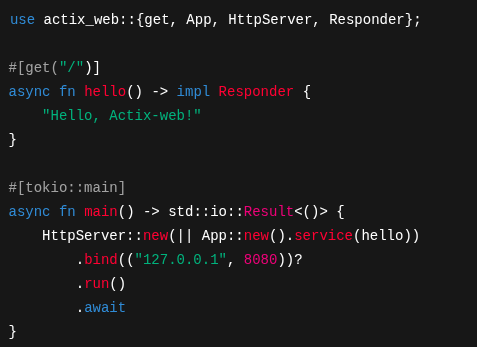 use actix_web::{get, App, HttpServer, Responder};

#[get("/")]
async fn hello() -> impl Responder {
    "Hello, Actix-web!"
}

#[tokio::main]
async fn main() -> std::io::Result<()> {
    HttpServer::new(|| App::new().service(hello))
        .bind(("127.0.0.1", 8080))?
        .run()
        .await
}